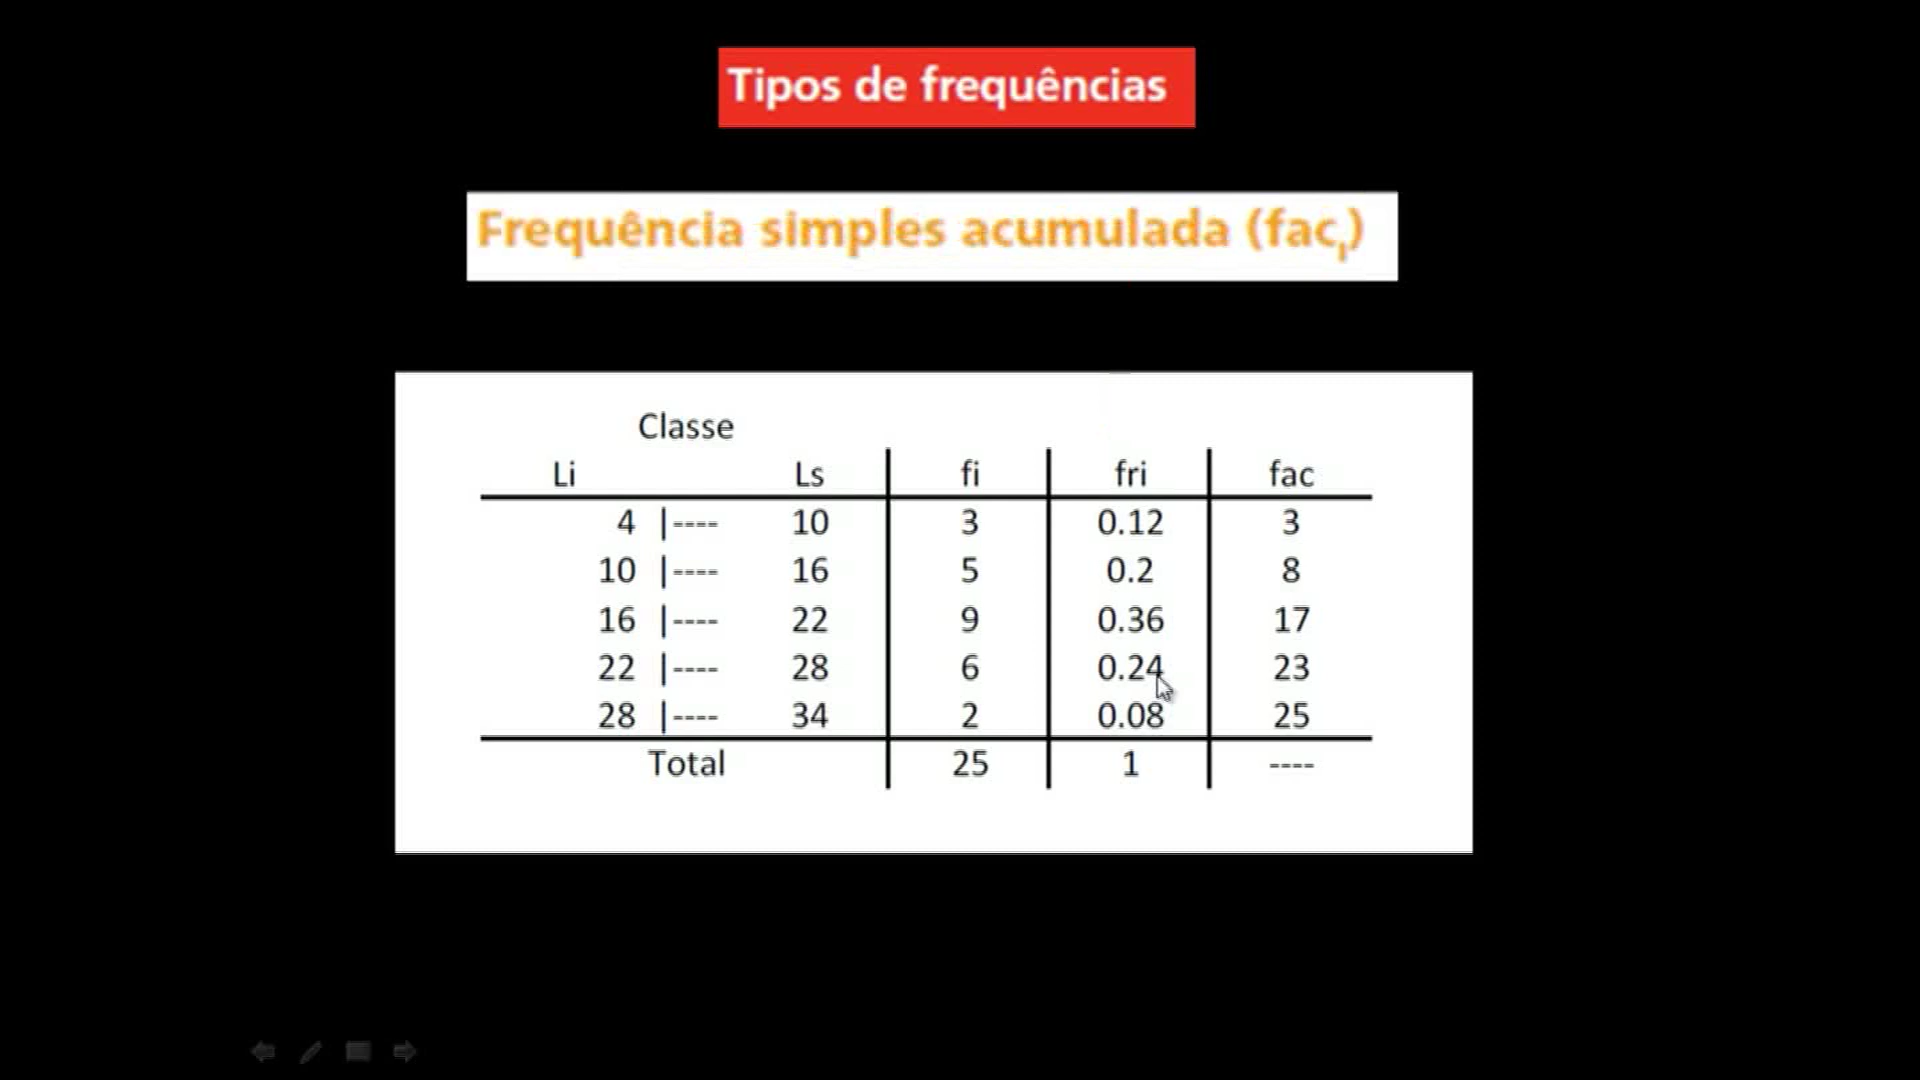 Tipos de frequências
Frequência simples acumulada (faci)
Classe
Li Ls fi fri fac
4 |---- 10 3 0.12 3
10 |---- 16 5 0.2 8
16 |---- 22 9 0.36 17
22 |---- 28 6 0.24 23
28 |---- 34 2 0.08 25
Total 25 1 ----